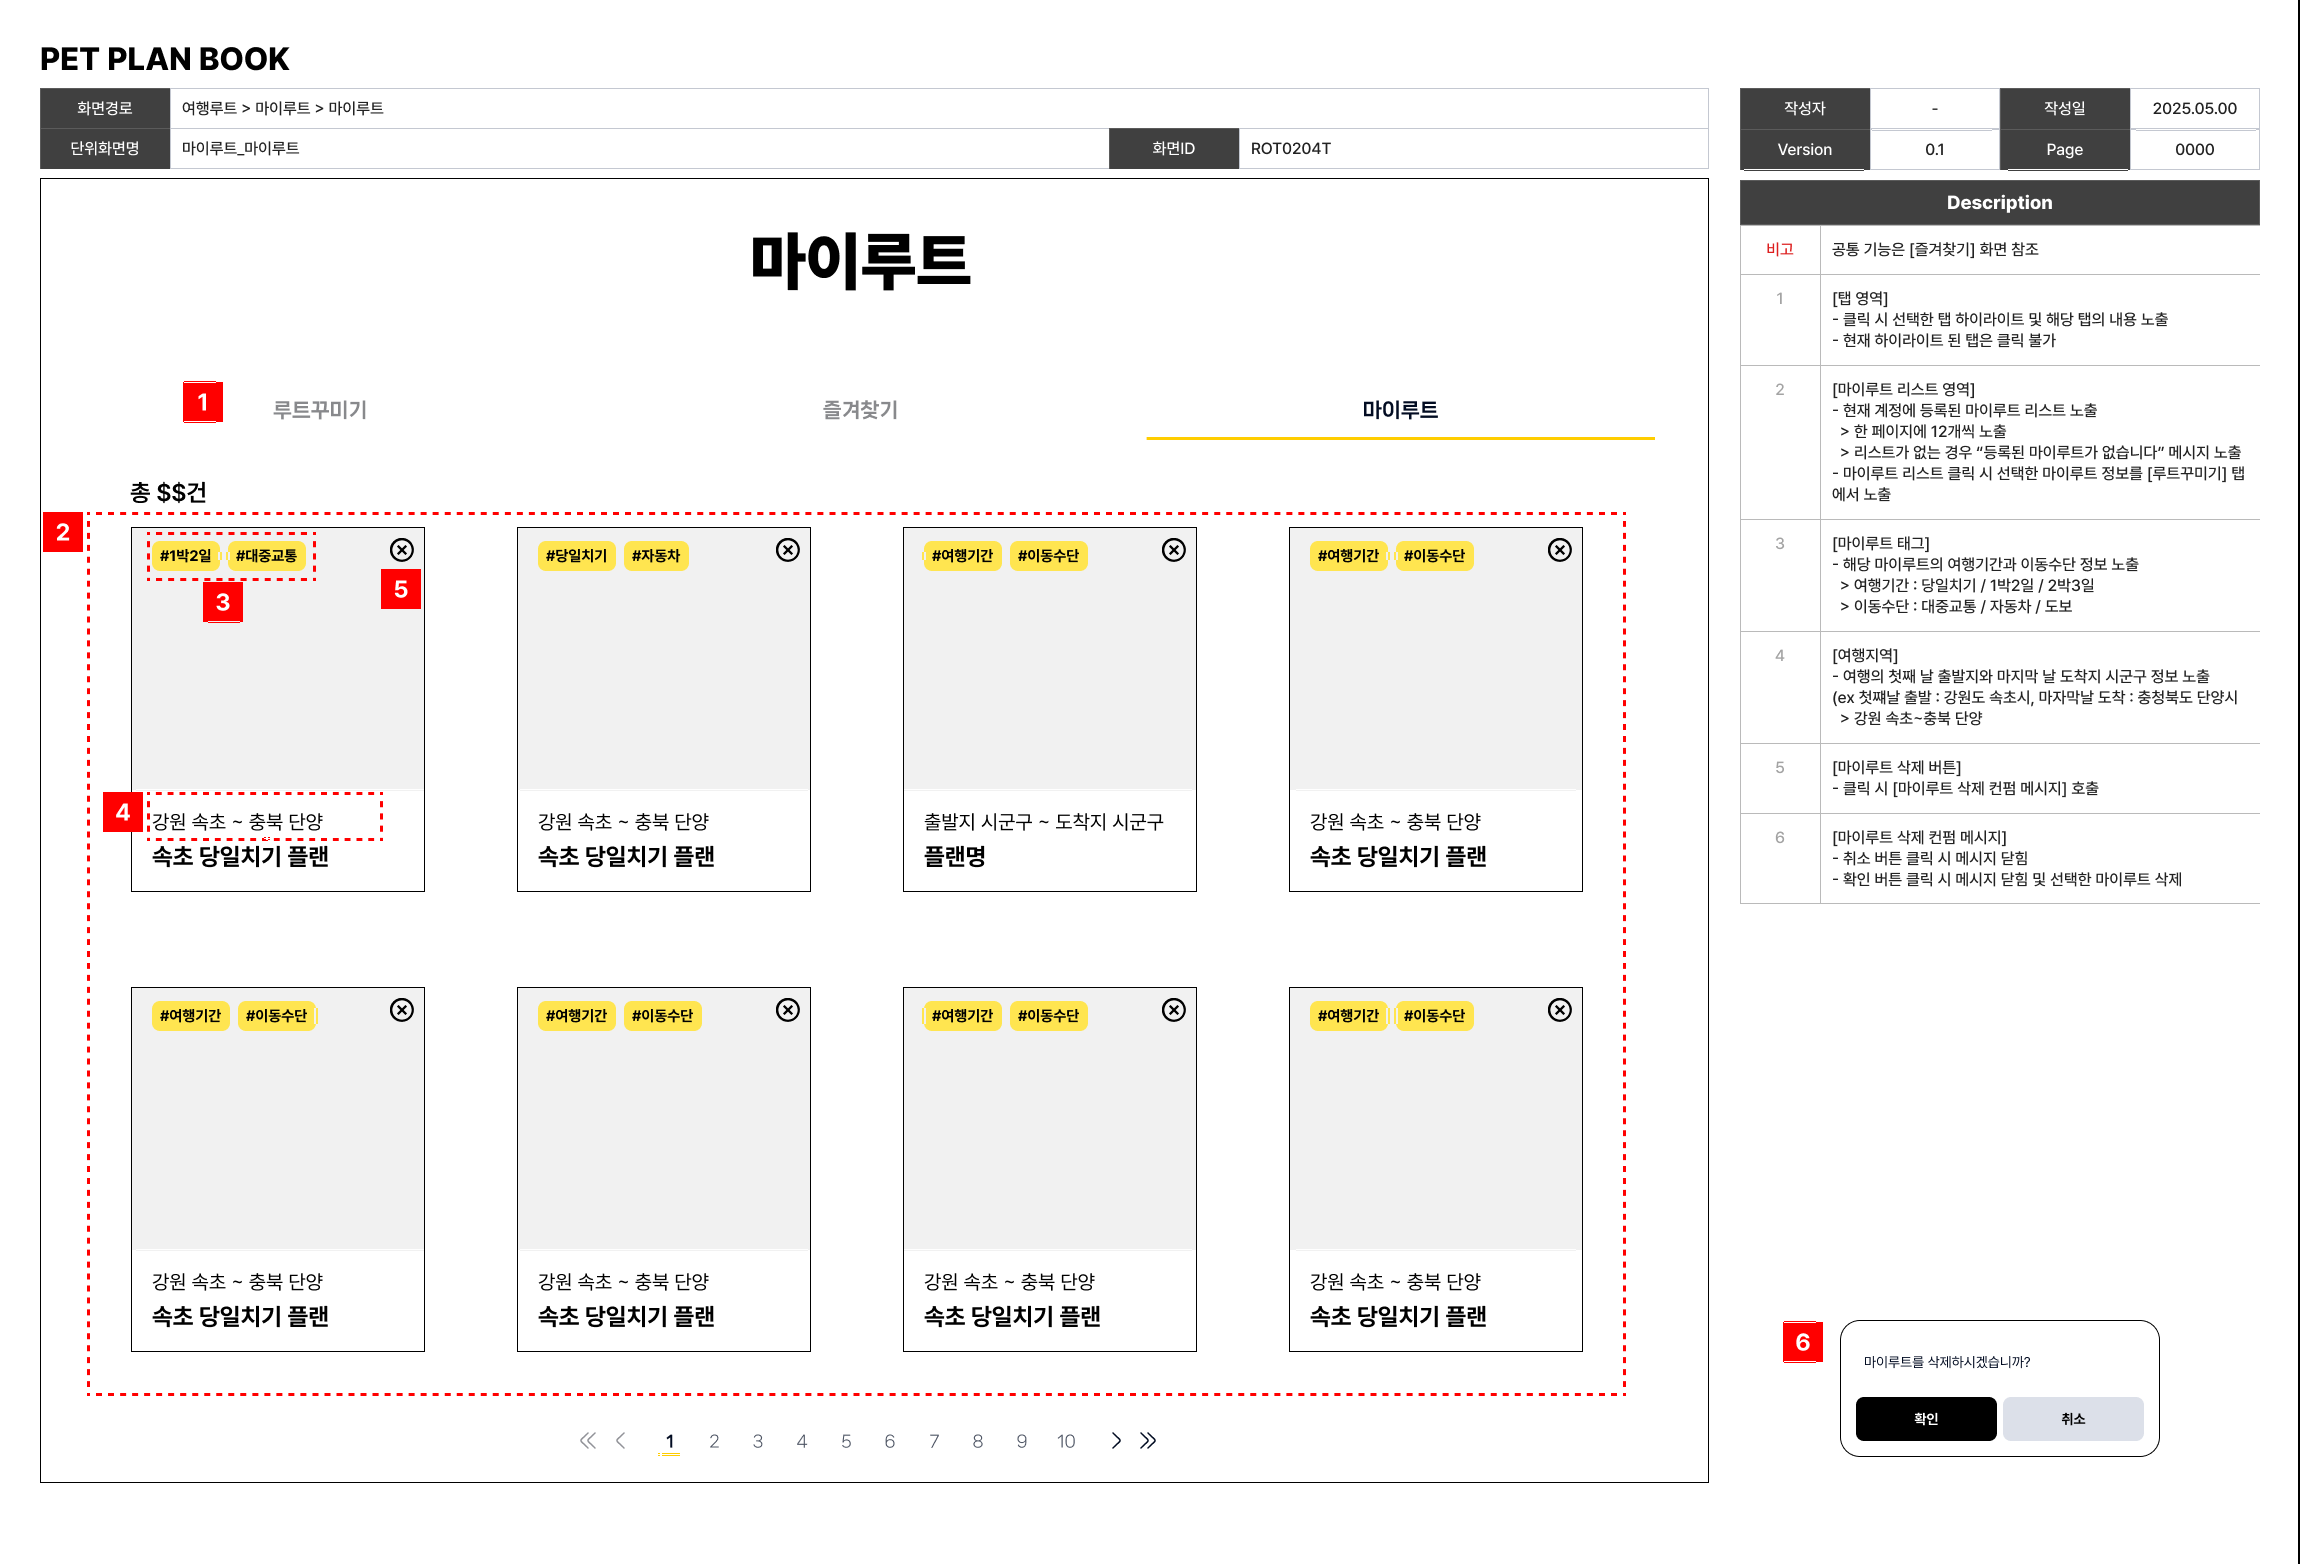 PET PLAN BOOK
화면경로
여행루트 > 마이루트 > 마이루트
단위화면명
마이루트_마이루트
화면ID
ROT0204T
작성자
-
작성일
2025.05.00
Version
0.1
Page
0000
마이루트
1
루트꾸미기
즐겨찾기
마이루트
총 $$건
2
#1박2일 #대중교통
3
5
4
강원 속초 ~ 충북 단양
속초 당일치기 플랜
#당일치기 #자동차
강원 속초 ~ 충북 단양
속초 당일치기 플랜
#여행기간 #이동수단
출발지 시군구 ~ 도착지 시군구
플랜명
#여행기간 #이동수단
강원 속초 ~ 충북 단양
속초 당일치기 플랜
#여행기간 #이동수단
강원 속초 ~ 충북 단양
속초 당일치기 플랜
#여행기간 #이동수단
강원 속초 ~ 충북 단양
속초 당일치기 플랜
#여행기간 #이동수단
강원 속초 ~ 충북 단양
속초 당일치기 플랜
#여행기간 #이동수단
강원 속초 ~ 충북 단양
속초 당일치기 플랜
1 2 3 4 5 6 7 8 9 10
Description
비고
공통 기능은 [즐겨찾기] 화면 참조
1
[탭 영역]
- 클릭 시 선택한 탭 하이라이트 및 해당 탭의 내용 노출
- 현재 하이라이트 된 탭은 클릭 불가
2
[마이루트 리스트 영역]
- 현재 계정에 등록된 마이루트 리스트 노출
> 한 페이지에 12개씩 노출
> 리스트가 없는 경우 “등록된 마이루트가 없습니다” 메시지 노출
- 마이루트 리스트 클릭 시 선택한 마이루트 정보를 [루트꾸미기] 탭
에서 노출
3
[마이루트 태그]
- 해당 마이루트의 여행기간과 이동수단 정보 노출
> 여행기간 : 당일치기 / 1박2일 / 2박3일
> 이동수단 : 대중교통 / 자동차 / 도보
4
[여행지역]
- 여행의 첫째 날 출발지와 마지막 날 도착지 시군구 정보 노출
(ex 첫째날 출발 : 강원도 속초시, 마자막날 도착 : 충청북도 단양시
> 강원 속초~충북 단양
5
[마이루트 삭제 버튼]
- 클릭 시 [마이루트 삭제 컨펌 메시지] 호출
6
[마이루트 삭제 컨펌 메시지]
- 취소 버튼 클릭 시 메시지 닫힘
- 확인 버튼 클릭 시 메시지 닫힘 및 선택한 마이루트 삭제
6
마이루트를 삭제하시겠습니까?
확인
취소